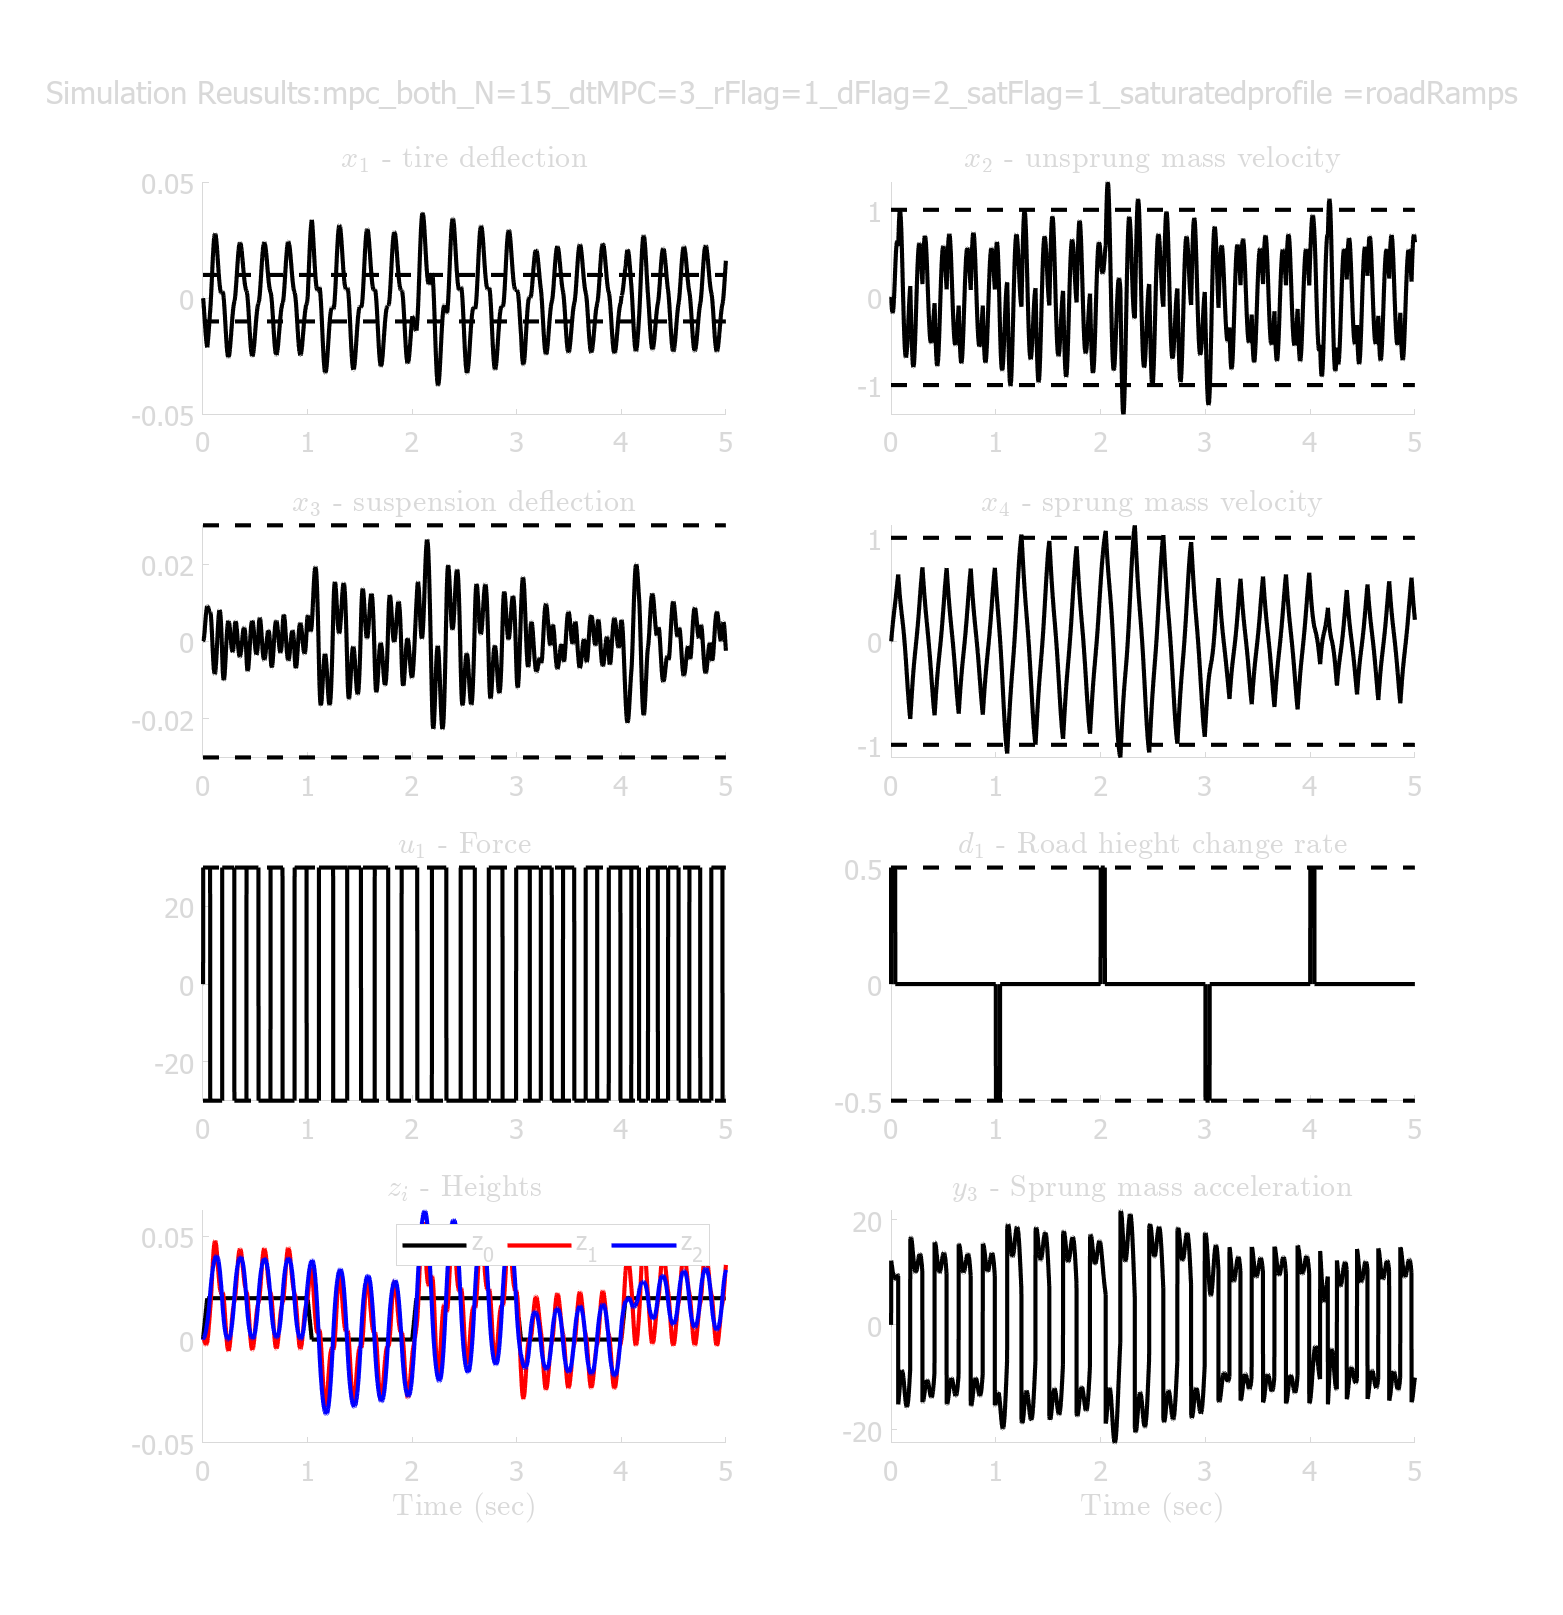 Simulation Reusults:mpc_both_N=15_dtMPC=3_rFlag=1_dFlag=2_satFlag=1_saturatedprofile =roadRamps
x₁ - tire deflection
0.05
0
-0.05
0 1 2 3 4 5
x₂ - unsprung mass velocity
1
0
-1
0 1 2 3 4 5
x₃ - suspension deflection
0.02
0
-0.02
0 1 2 3 4 5
x₄ - sprung mass velocity
1
0
-1
0 1 2 3 4 5
u₁ - Force
20
0
-20
0 1 2 3 4 5
d₁ - Road hieght change rate
0.5
0
-0.5
0 1 2 3 4 5
zᵢ - Heights
z₀ z₁ z₂
0.05
0
-0.05
0 1 2 3 4 5
Time (sec)
y₃ - Sprung mass acceleration
20
0
-20
0 1 2 3 4 5
Time (sec)